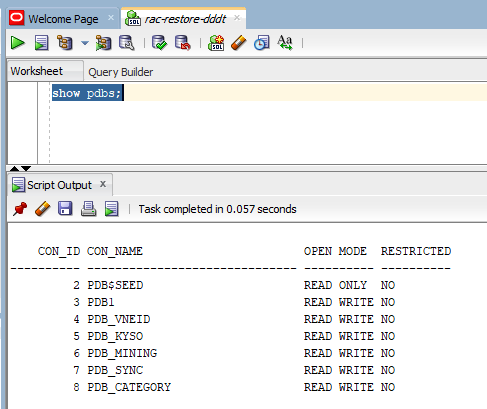 Welcome Page
rac-restore-dddt
Worksheet
Query Builder
show pdbs;
Script Output
Task completed in 0.057 seconds
CON_ID CON_NAME OPEN MODE RESTRICTED
---------- ------------------------------ ---------- ----------
2 PDB$SEED READ ONLY NO
3 PDB1 READ WRITE NO
4 PDB_VNEID READ WRITE NO
5 PDB_KYSO READ WRITE NO
6 PDB_MINING READ WRITE NO
7 PDB_SYNC READ WRITE NO
8 PDB_CATEGORY READ WRITE NO